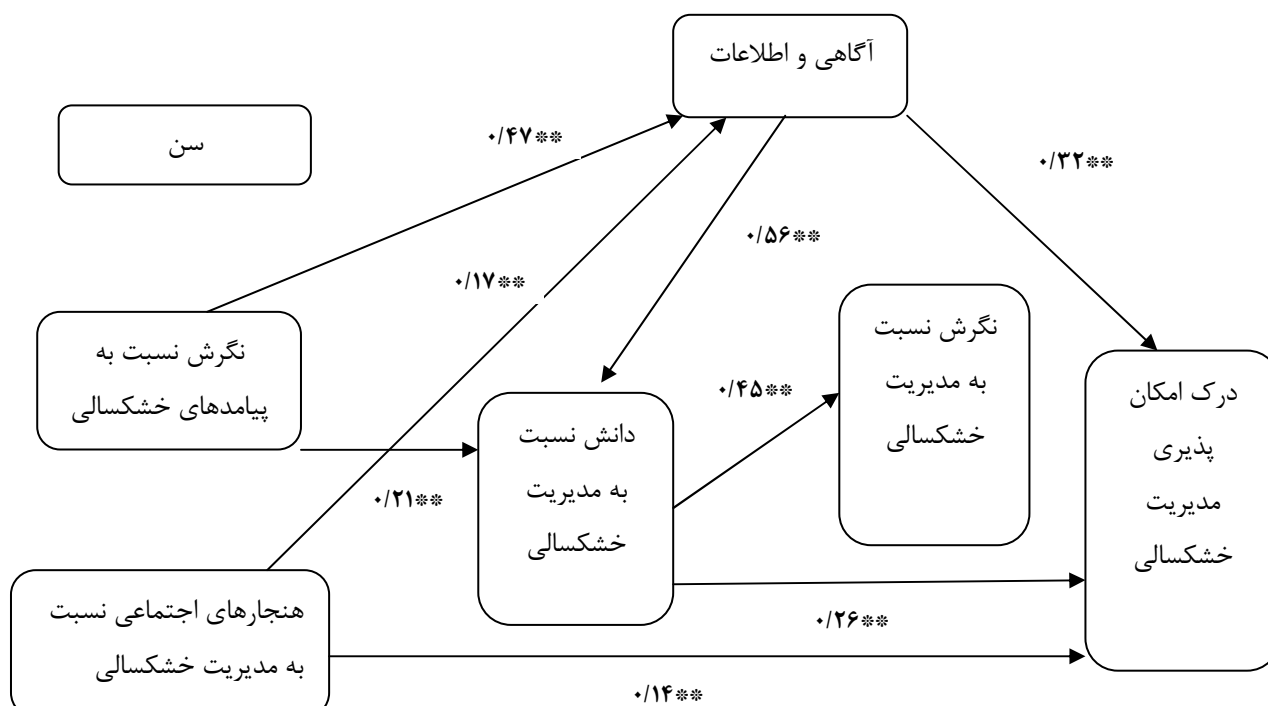 آگاهی و اطلاعات
سن
۰/۴۷**
۰/۳۲**
۰/۵۶**
۰/۱۷**
نگرش نسبت به
پیامدهای خشکسالی
نگرش نسبت
به مدیریت
خشکسالی
۰/۴۵**
درک امکان
پذیری
مدیریت
خشکسالی
دانش نسبت
به مدیریت
خشکسالی
۰/۲۱**
هنجارهای اجتماعی نسبت
به مدیریت خشکسالی
۰/۲۶**
۰/۱۴**